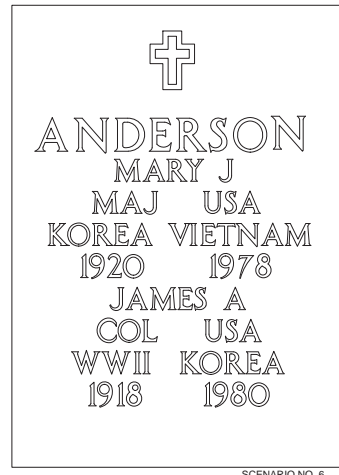 ANDERSON
MARY J
MAJ USA
KOREA VIETNAM
1920 1978
JAMES A
COL USA
WWII KOREA
1918 1980
SCENARIO NO. 6